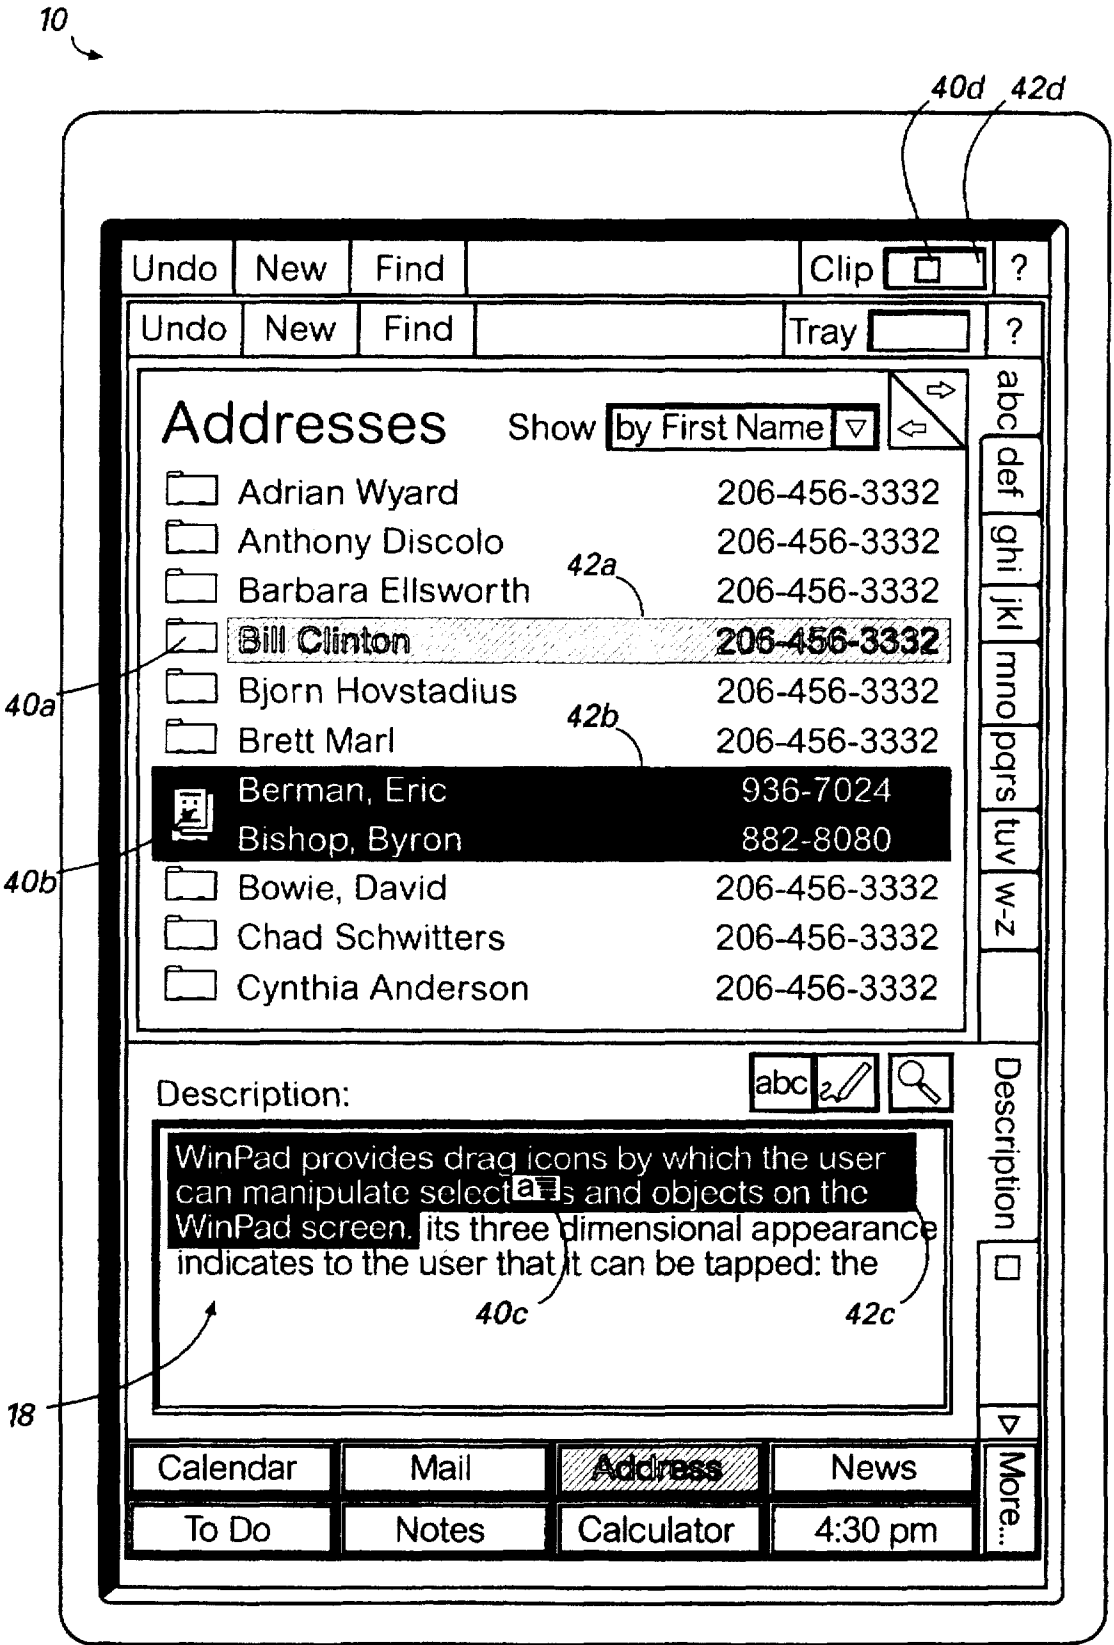 10
40d 42d
Undo New Find Clip ?
Undo New Find Tray ?
Addresses Show by First Name
abc
def
ghi
jkl
mno
pqrs
tuv
w-z
Adrian Wyard 206-456-3332
Anthony Discolo 206-456-3332
42a
Barbara Ellsworth 206-456-3332
Bill Clinton 206-456-3332
40a
Bjorn Hovstadius 206-456-3332
42b
Brett Marl 206-456-3332
Berman, Eric 936-7024
Bishop, Byron 882-8080
40b
Bowie, David 206-456-3332
Chad Schwitters 206-456-3332
Cynthia Anderson 206-456-3332
Description: abc
Description
WinPad provides drag icons by which the user
can manipulate select a s and objects on the
WinPad screen. its three dimensional appearance
indicates to the user that it can be tapped: the
40c 42c
18
Calendar Mail Address News
More...
To Do Notes Calculator 4:30 pm